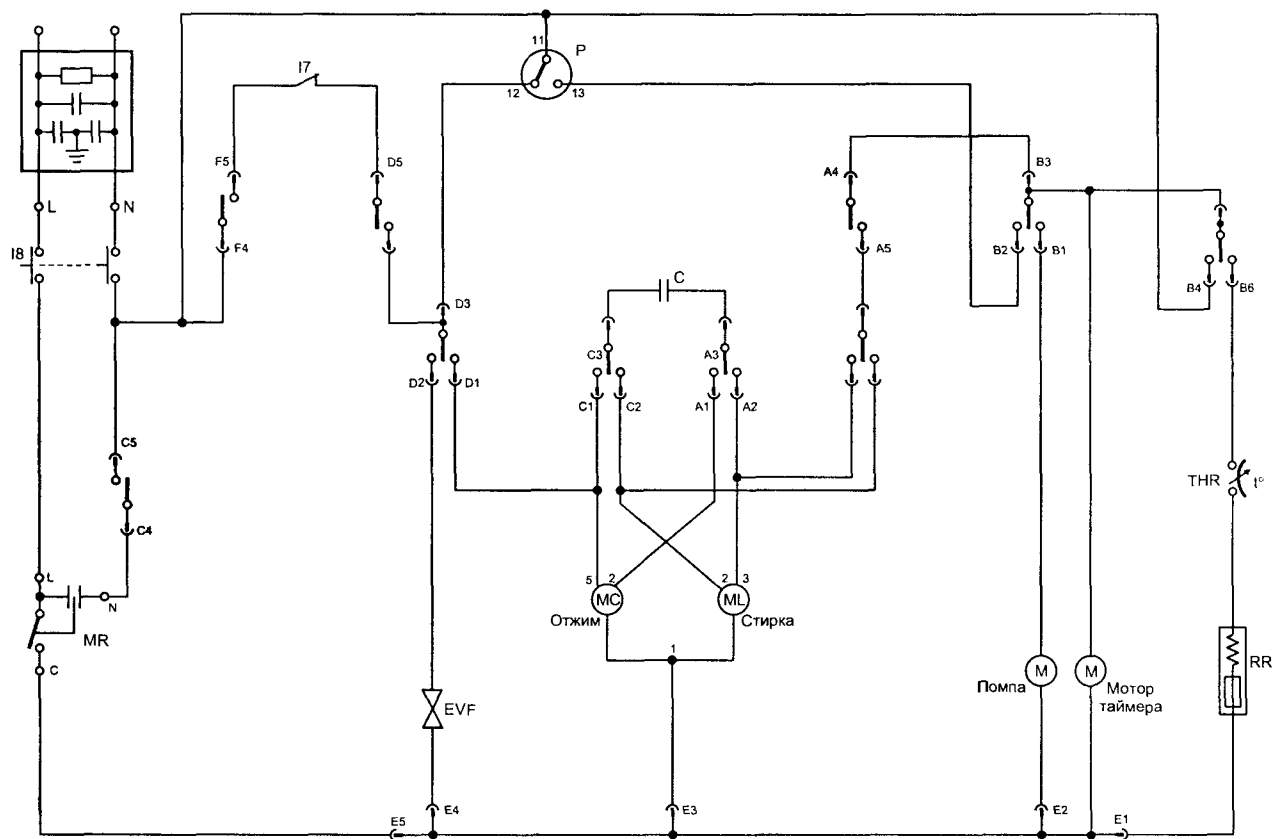 11
P
I7
12
13
F5
D5
A4
B3
L
N
I8
F4
A5
B2
B1
B4
B6
C
D3
C3
A3
D2
D1
C1
C2
A1
A2
C5
THR
t°
C4
L
N
5
2
2
3
MC
ML
Отжим
Стирка
MR
1
C
M
M
RR
Помпа
Мотор
таймера
EVF
E4
E3
E2
E1
E5